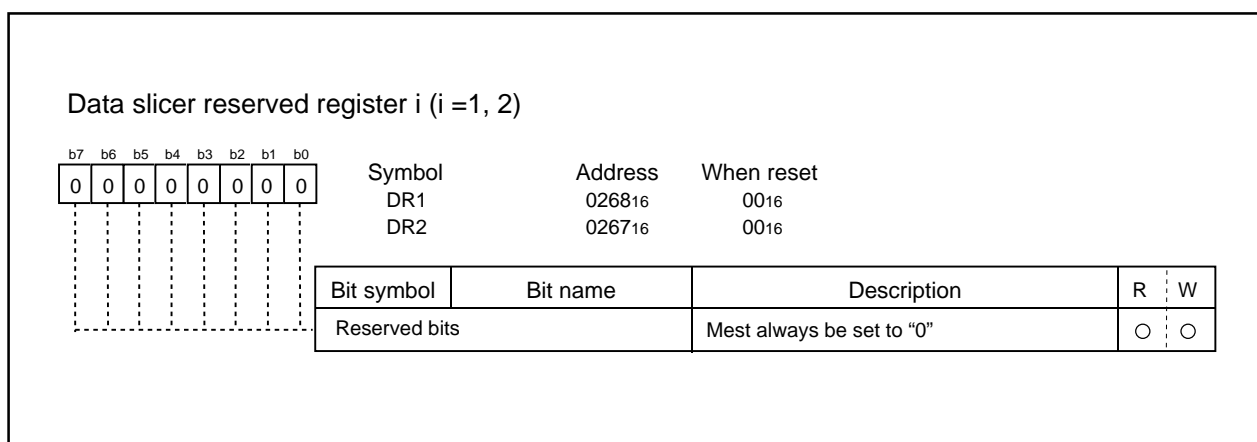 Data slicer reserved register i (i =1, 2)
b7 b6 b5 b4 b3 b2 b1 b0
0 0 0 0 0 0 0 0
Symbol Address When reset
DR1 026816 0016
DR2 026716 0016
Bit symbol Bit name Description R W
Reserved bits Mest always be set to “0”